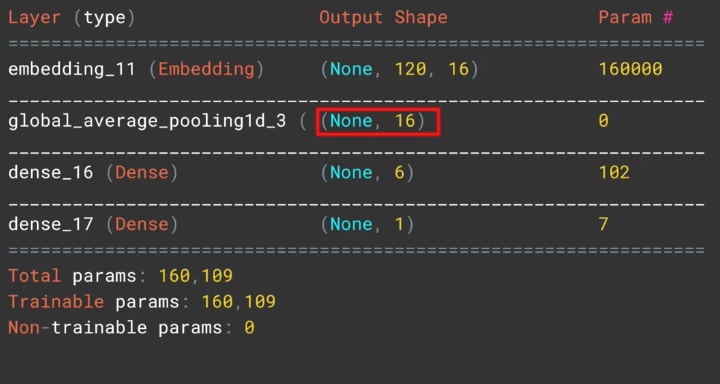 Layer (type) Output Shape Param #
=================================================================
embedding_11 (Embedding) (None, 120, 16) 160000
_________________________________________________________________
global_average_pooling1d_3 ( (None, 16) 0
_________________________________________________________________
dense_16 (Dense) (None, 6) 102
_________________________________________________________________
dense_17 (Dense) (None, 1) 7
=================================================================
Total params: 160,109
Trainable params: 160,109
Non-trainable params: 0